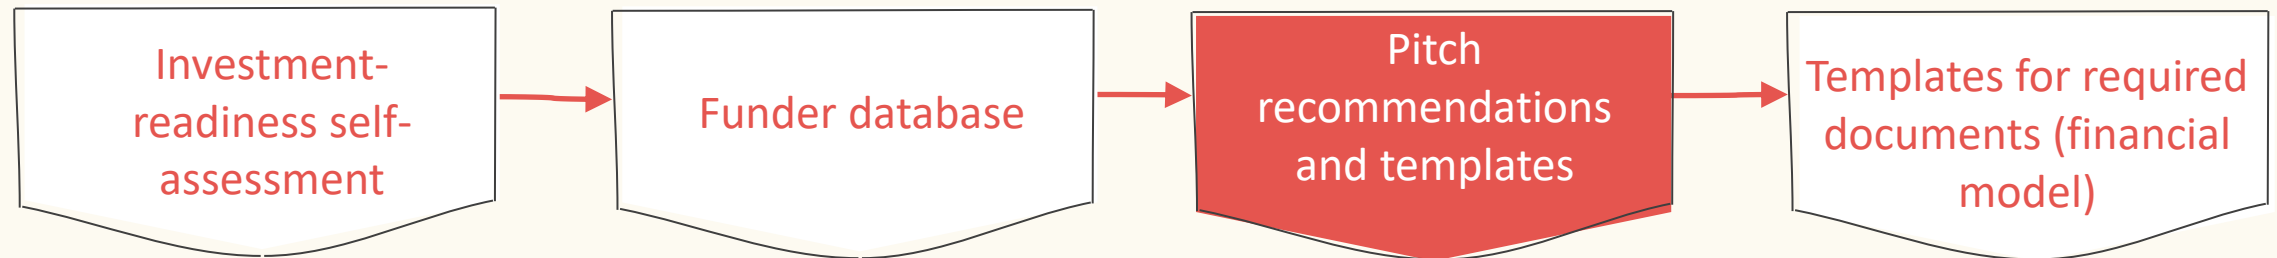 Investment-
readiness self-
assessment
Funder database
Pitch
recommendations
and templates
Templates for required
documents (financial
model)